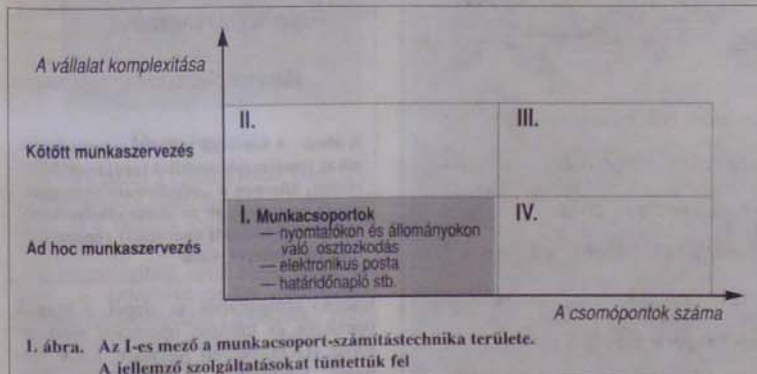 A vállalat komplexitása
II.
III.
Kötött munkaszervezés
I. Munkacsoportok
— nyomtatókon és állományokon
való osztozkodás
— elektronikus posta
— határidőnapló stb.
IV.
Ad hoc munkaszervezés
A csomópontok száma
1. ábra. Az I-es mező a munkacsoport-számítástechnika területe.
A jellemző szolgáltatásokat tüntettük fel